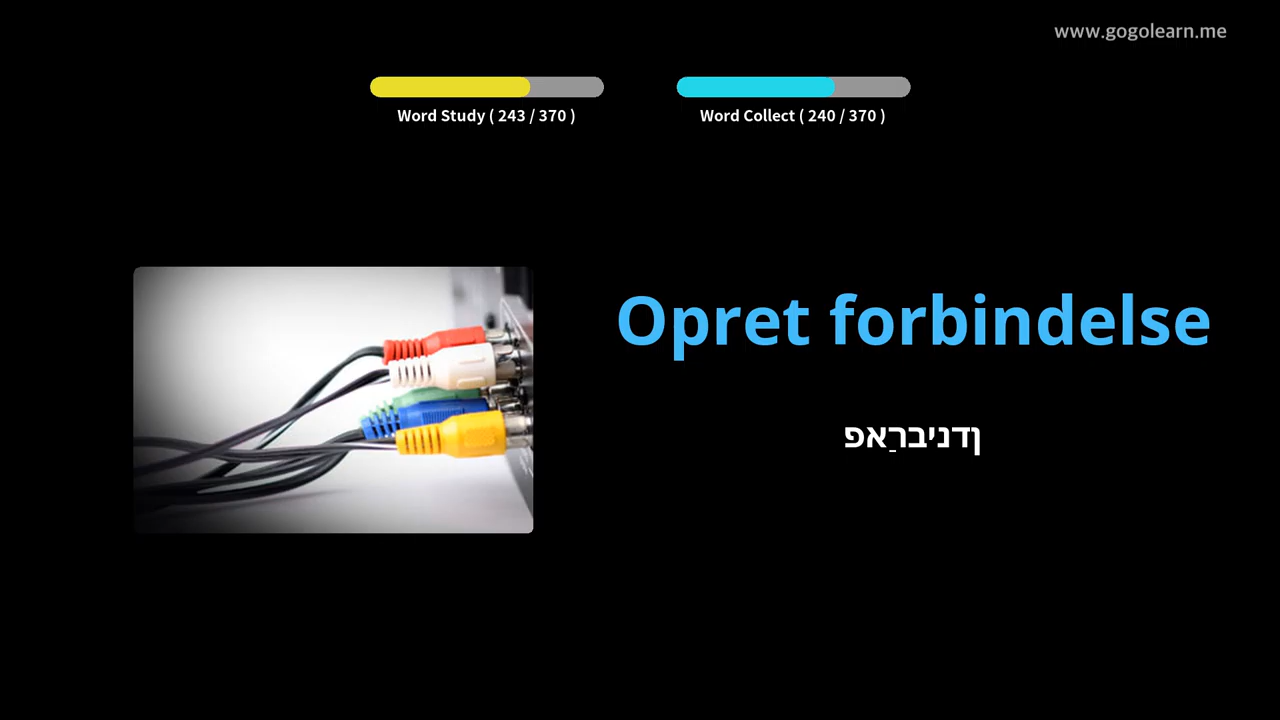 www.gogolearn.me
Word Study ( 243 / 370 )
Word Collect ( 240 / 370 )
Opret forbindelse
פאַרבינדן